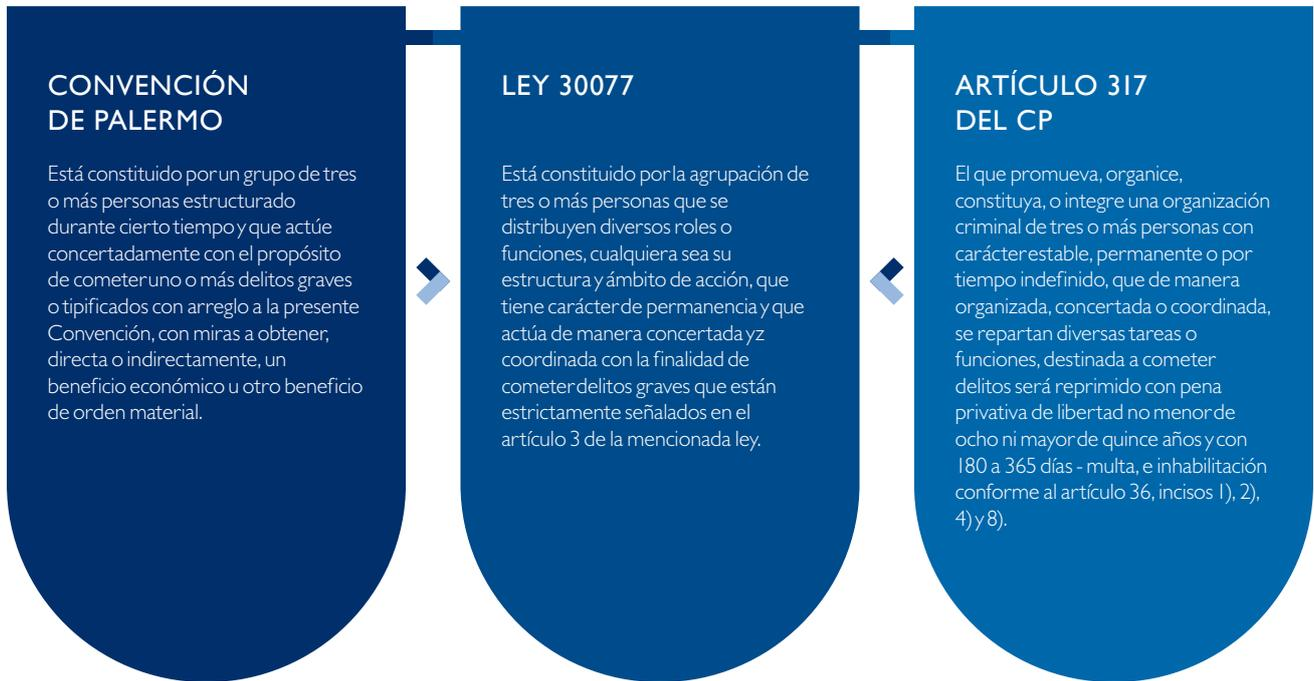 CONVENCIÓN
DE PALERMO
Está constituido por un grupo de tres
o más personas estructurado
durante cierto tiempo y que actúe
concertadamente con el propósito
de cometer uno o más delitos graves
o tipificados con arreglo a la presente
Convención, con miras a obtener,
directa o indirectamente, un
beneficio económico u otro beneficio
de orden material.
LEY 30077
Está constituido por la agrupación de
tres o más personas que se
distribuyen diversos roles o
funciones, cualquiera sea su
estructura y ámbito de acción, que
tiene carácter de permanencia y que
actúa de manera concertada yz
coordinada con la finalidad de
cometer delitos graves que están
estrictamente señalados en el
artículo 3 de la mencionada ley.
ARTÍCULO 317
DEL CP
El que promueva, organice,
constituya, o integre una organización
criminal de tres o más personas con
carácter estable, permanente o por
tiempo indefinido, que de manera
organizada, concertada o coordinada,
se repartan diversas tareas o
funciones, destinada a cometer
delitos será reprimido con pena
privativa de libertad no menor de
ocho ni mayor de quince años y con
180 a 365 días - multa, e inhabilitación
conforme al artículo 36, incisos 1), 2),
4) y 8).